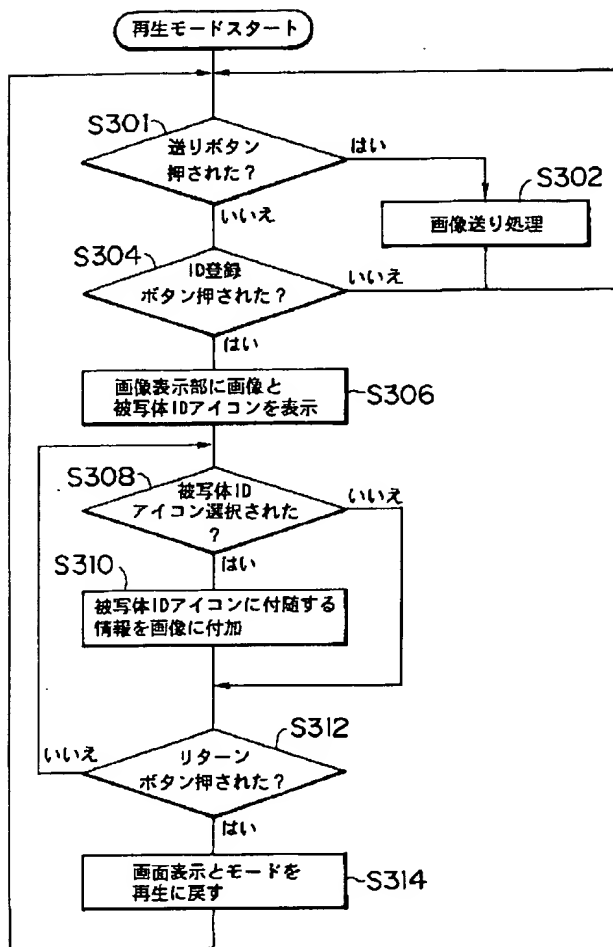 再生モードスタート
S301
送りボタン
押された？
はい
S302
画像送り処理
いいえ
S304
ID登録
ボタン押された？
いいえ
はい
画像表示部に画像と
被写体IDアイコンを表示
S306
S308
被写体ID
アイコン選択された
？
いいえ
はい
S310
被写体IDアイコンに付随する
情報を画像に付加
S312
リターン
ボタン押された？
いいえ
はい
画面表示とモードを
再生に戻す
S314